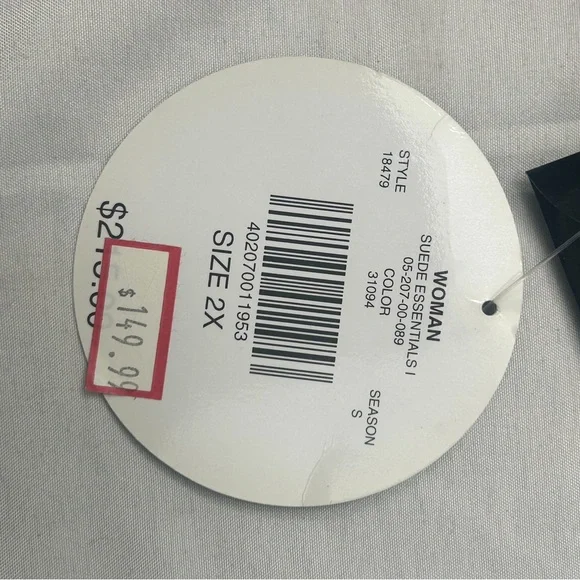 WOMAN
SUEDE ESSENTIALS I
05-207-00-089
STYLE
18479
COLOR
31094
SEASON
S
402070011953
SIZE 2X
$149.99